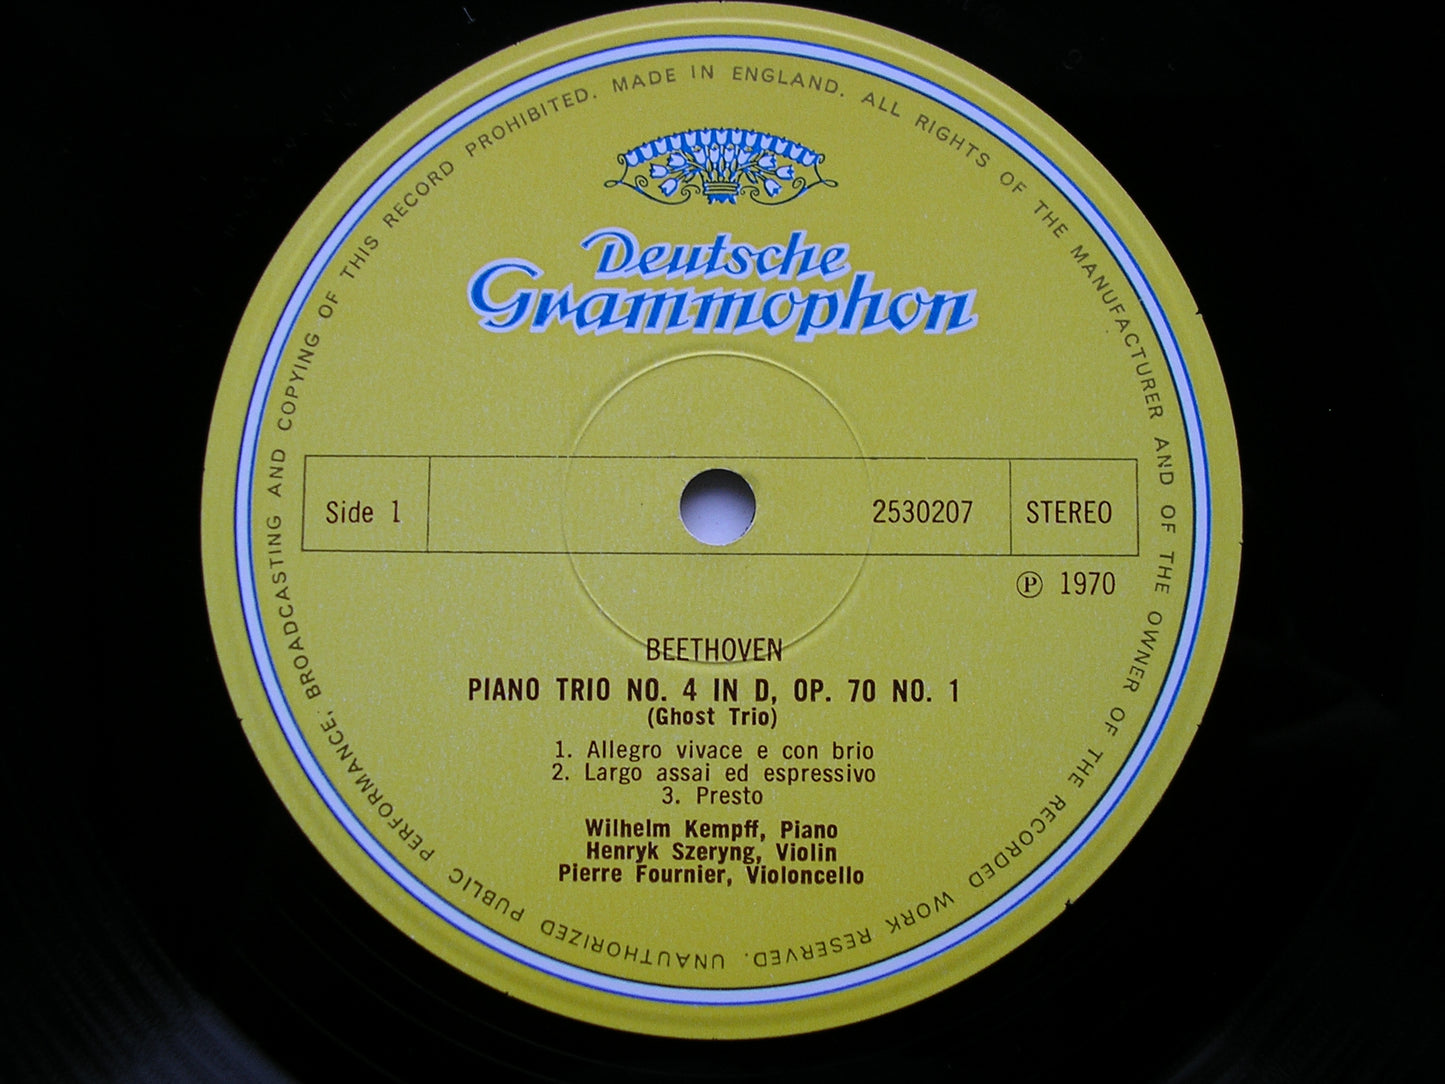 MADE IN ENGLAND. ALL RIGHTS OF THE MANUFACTURER AND OF THE OWNER OF THE RECORDED WORK RESERVED. UNAUTHORIZED PUBLIC PERFORMANCE, BROADCASTING AND COPYING OF THIS RECORD PROHIBITED.
Deutsche
Grammophon
Side 1 2530207 STEREO
℗ 1970
BEETHOVEN
PIANO TRIO NO. 4 IN D, OP. 70 NO. 1
(Ghost Trio)
1. Allegro vivace e con brio
2. Largo assai ed espressivo
3. Presto
Wilhelm Kempff, Piano
Henryk Szeryng, Violin
Pierre Fournier, Violoncello